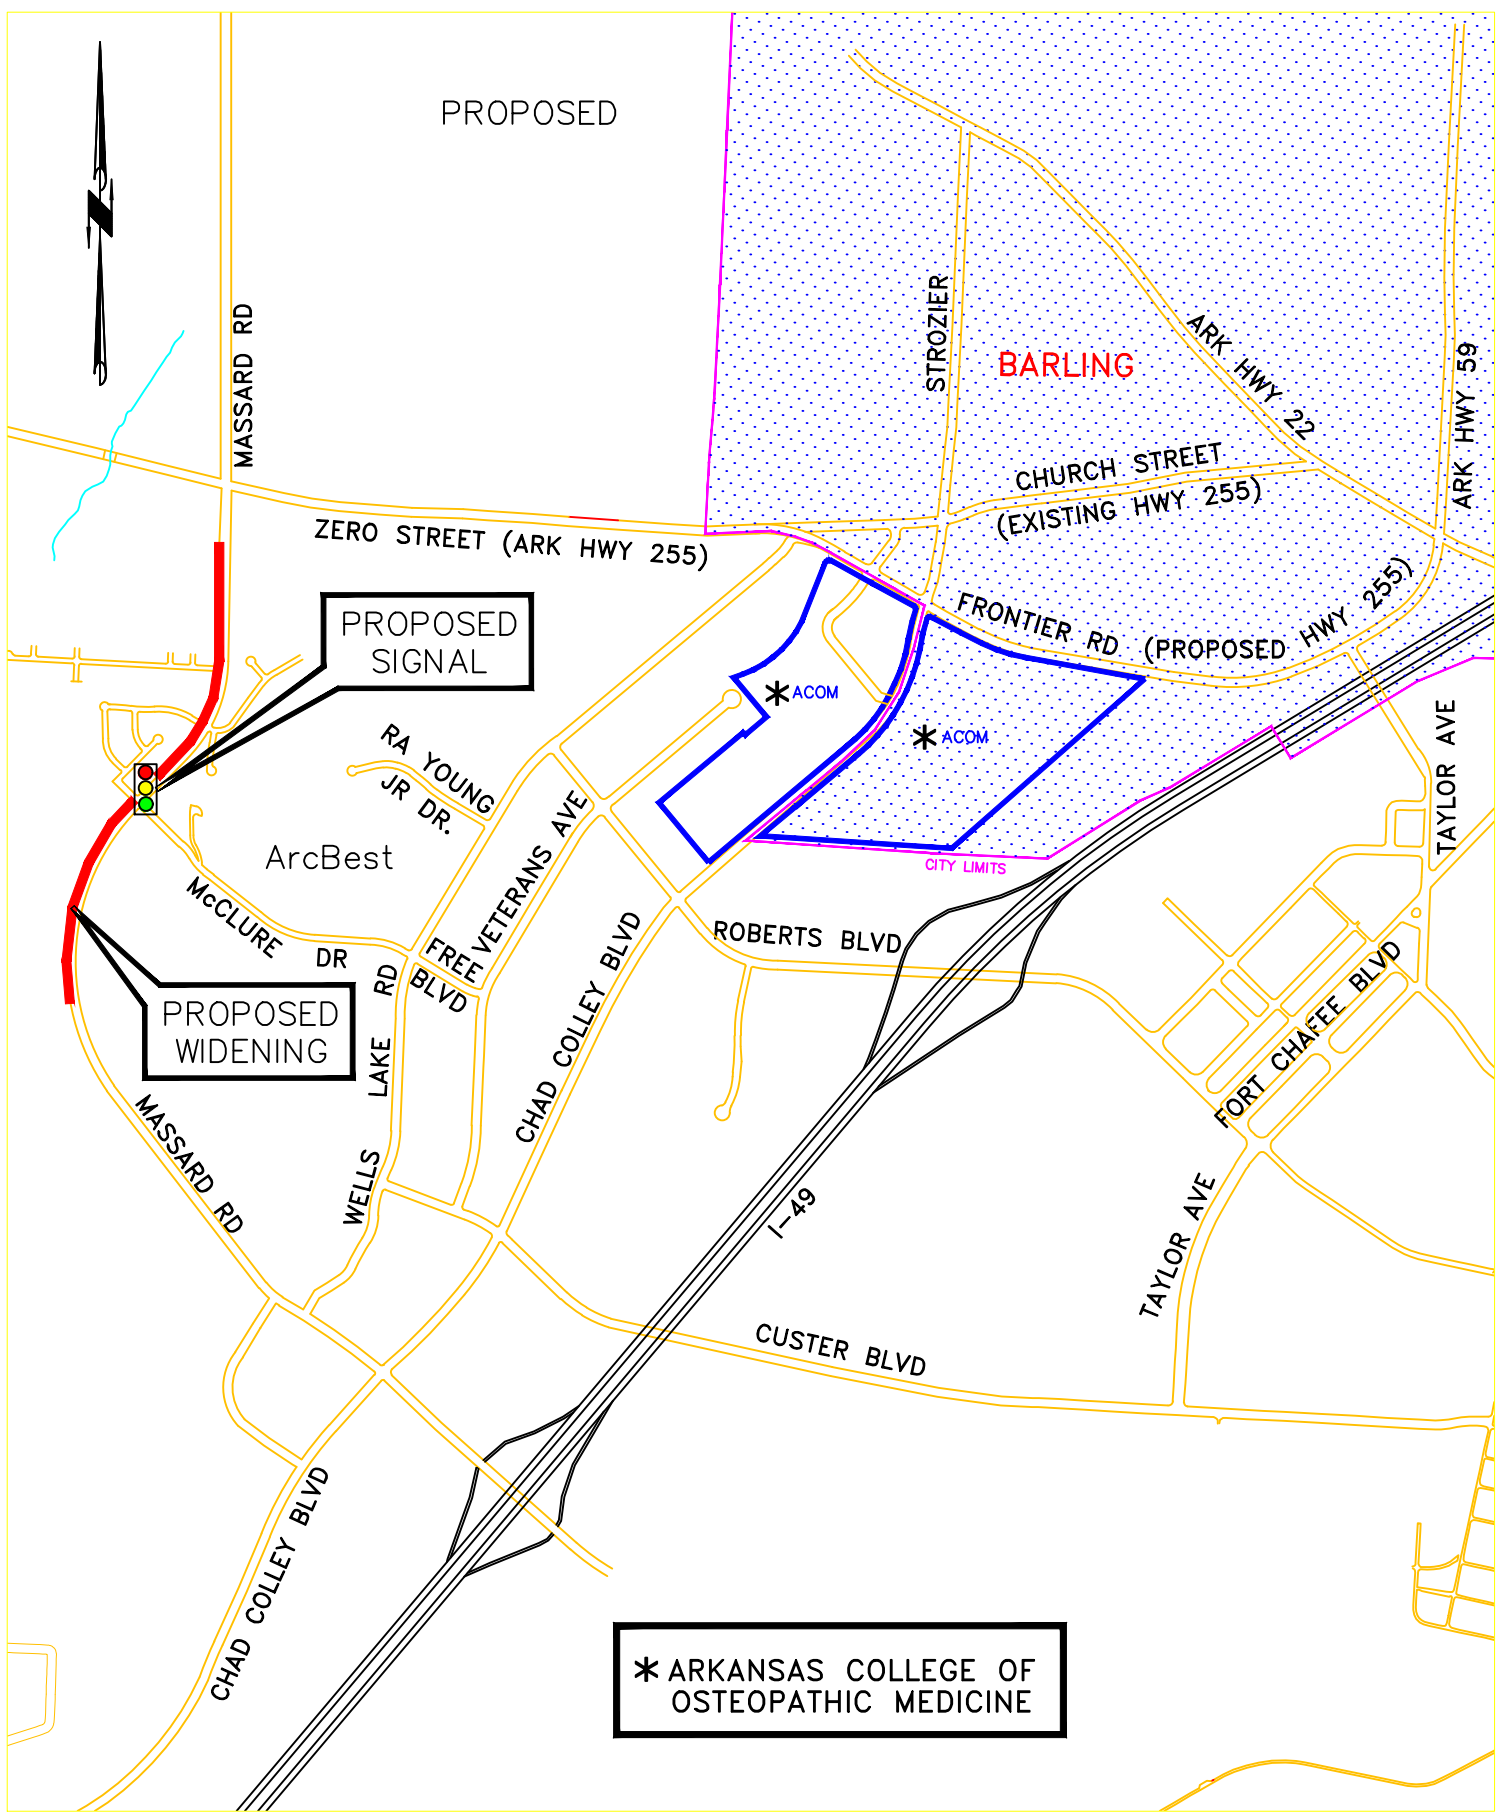 PROPOSED
MASSARD RD
STROZIER
BARLING
ARK HWY 22
ARK HWY 59
CHURCH STREET
(EXISTING HWY 255)
ZERO STREET (ARK HWY 255)
FRONTIER RD (PROPOSED HWY 255)
PROPOSED
SIGNAL
* ACOM
* ACOM
RA YOUNG
JR DR.
TAYLOR AVE
ArcBest
CITY LIMITS
McCLURE DR
FREE VETERANS AVE
BLVD
ROBERTS BLVD
CHAD COLLEY BLVD
WELLS LAKE RD
FORT CHAFEE BLVD
PROPOSED
WIDENING
MASSARD RD
I-49
TAYLOR AVE
CUSTER BLVD
CHAD COLLEY BLVD
* ARKANSAS COLLEGE OF
OSTEOPATHIC MEDICINE